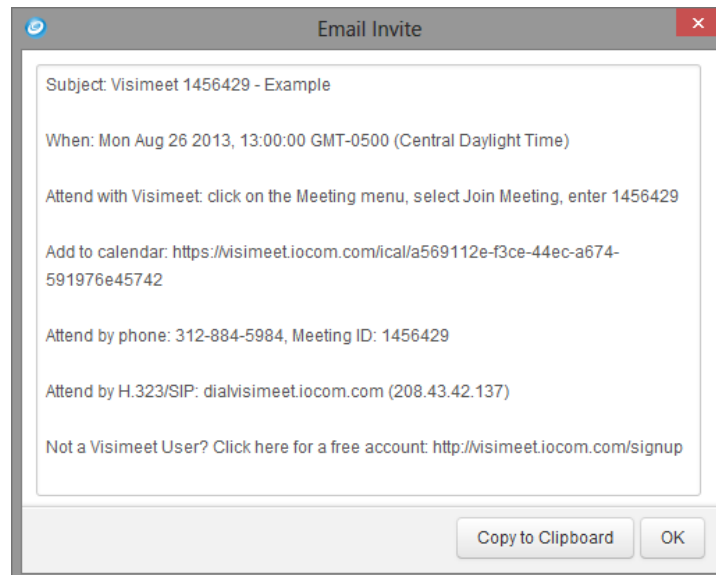 Email Invite
Subject: Visimeet 1456429 - Example
When: Mon Aug 26 2013, 13:00:00 GMT-0500 (Central Daylight Time)
Attend with Visimeet: click on the Meeting menu, select Join Meeting, enter 1456429
Add to calendar: https://visimeet.iocom.com/ical/a569112e-f3ce-44ec-a674-
591976e45742
Attend by phone: 312-884-5984, Meeting ID: 1456429
Attend by H.323/SIP: dialvisimeet.iocom.com (208.43.42.137)
Not a Visimeet User? Click here for a free account: http://visimeet.iocom.com/signup
Copy to Clipboard OK